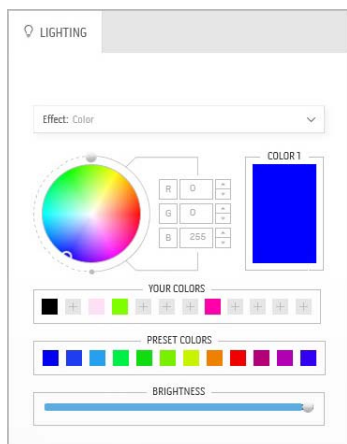 LIGHTING
Effect: Color
COLOR 1
R 0
G 0
B 255
YOUR COLORS
PRESET COLORS
BRIGHTNESS